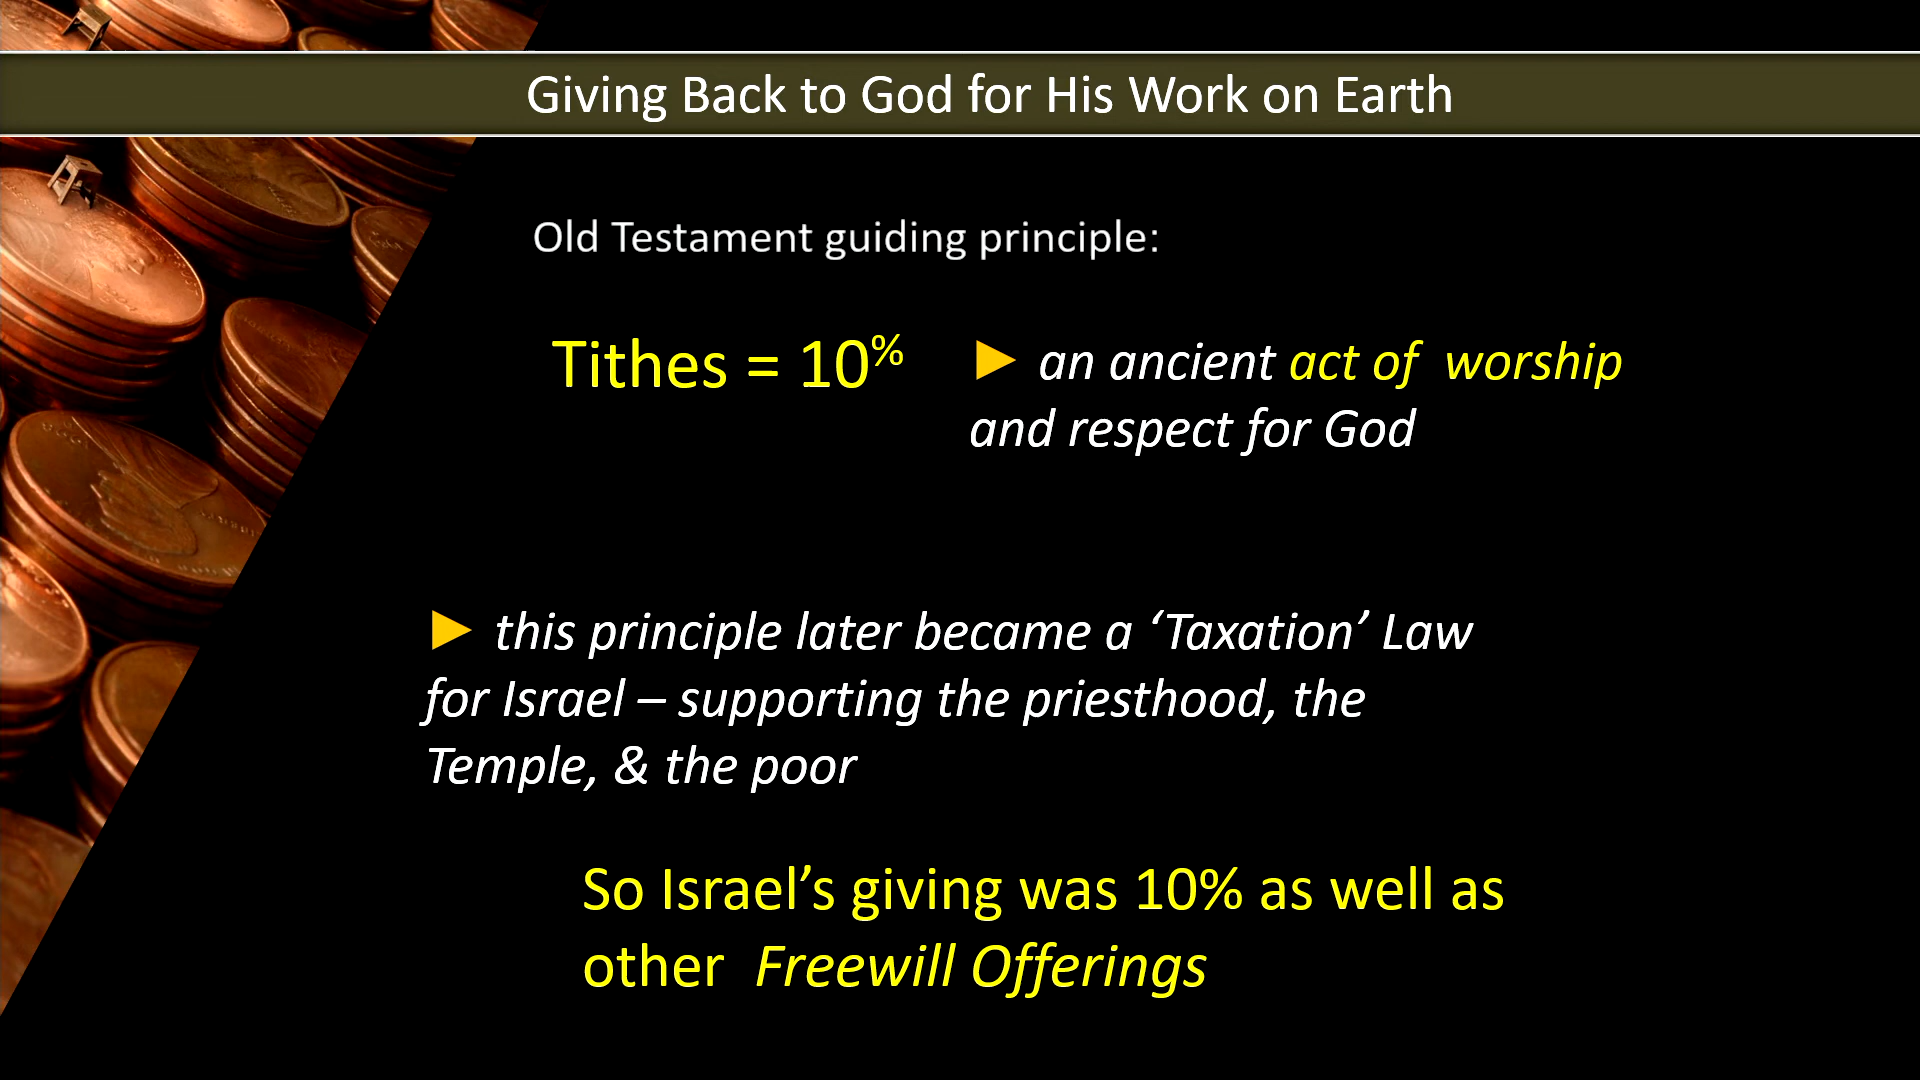 Giving Back to God for His Work on Earth
Old Testament guiding principle:
Tithes = 10%
► an ancient act of worship
and respect for God
► this principle later became a ‘Taxation’ Law
for Israel – supporting the priesthood, the
Temple, & the poor
So Israel’s giving was 10% as well as
other Freewill Offerings